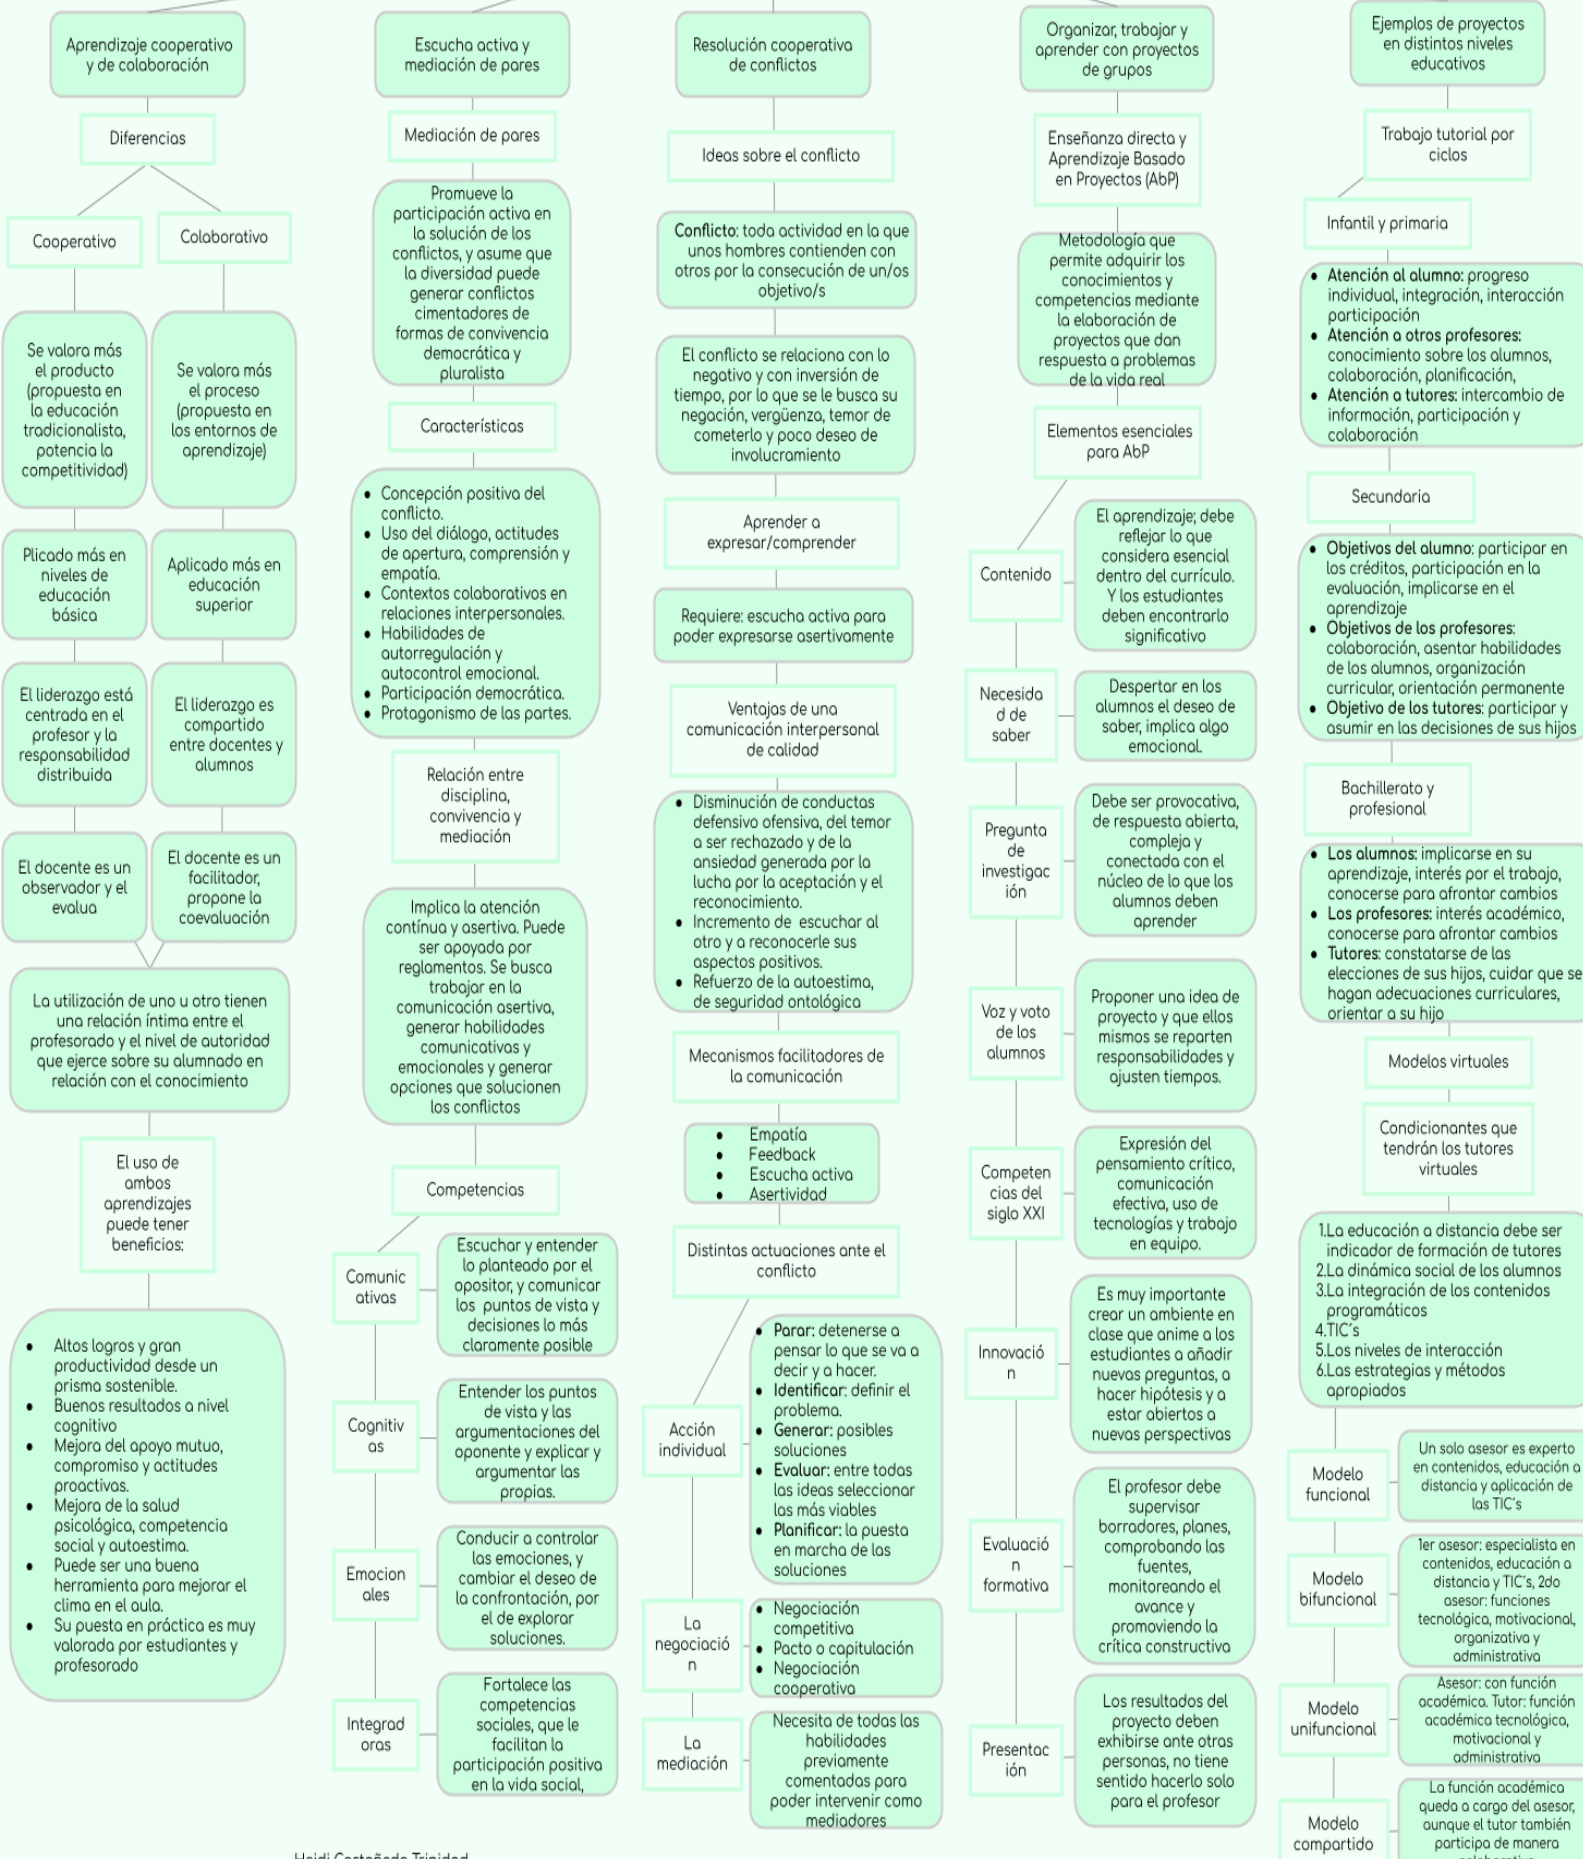 Aprendizaje cooperativo
y de colaboración
Diferencias
Cooperativo
Colaborativo
Se valora más
el producto
(propuesta en
la educación
tradicionalista,
potencia la
competitividad)
Se valora más
el proceso
(propuesta en
los entornos de
aprendizaje)
Plicado más en
niveles de
educación
básica
Aplicado más en
educación
superior
El liderazgo está
centrada en el
profesor y la
responsabilidad
distribuida
El liderazgo es
compartido
entre docentes y
alumnos
El docente es un
observador y el
evalua
El docente es un
facilitador,
propone la
coevaluación
La utilización de uno u otro tienen
una relación íntima entre el
profesorado y el nivel de autoridad
que ejerce sobre su alumnado en
relación con el conocimiento
El uso de
ambos
aprendizajes
puede tener
beneficios:
• Altos logros y gran
productividad desde un
prisma sostenible.
• Buenos resultados a nivel
cognitivo
• Mejora del apoyo mutuo,
compromiso y actitudes
proactivas.
• Mejora de la salud
psicológica, competencia
social y autoestima.
• Puede ser una buena
herramienta para mejorar el
clima en el aula.
• Su puesta en práctica es muy
valorada por estudiantes y
profesorado
Escucha activa y
mediación de pares
Mediación de pares
Promueve la
participación activa en
la solución de los
conflictos, y asume que
la diversidad puede
generar conflictos
cimentadores de
formas de convivencia
democrática y
pluralista
Características
• Concepción positiva del
conflicto.
• Uso del diálogo, actitudes
de apertura, comprensión y
empatía.
• Contextos colaborativos en
relaciones interpersonales.
• Habilidades de
autorregulación y
autocontrol emocional.
• Participación democrática.
• Protagonismo de las partes.
Relación entre
disciplina,
convivencia y
mediación
Implica la atención
contínua y asertiva. Puede
ser apoyada por
reglamentos. Se busca
trabajar en la
comunicación asertiva,
generar habilidades
comunicativas y
emocionales y generar
opciones que solucionen
los conflictos
Competencias
Comunic
ativas
Escuchar y entender
lo planteado por el
opositor, y comunicar
los puntos de vista y
decisiones lo más
claramente posible
Cognitiv
as
Entender los puntos
de vista y las
argumentaciones del
oponente y explicar y
argumentar las
propias.
Emocion
ales
Conducir a controlar
las emociones, y
cambiar el deseo de
la confrontación, por
el de explorar
soluciones.
Integrad
oras
Fortalece las
competencias
sociales, que le
facilitan la
participación positiva
en la vida social,
Resolución cooperativa
de conflictos
Ideas sobre el conflicto
Conflicto: toda actividad en la que
unos hombres contienden con
otros por la consecución de un/os
objetivo/s
El conflicto se relaciona con lo
negativo y con inversión de
tiempo, por lo que se le busca su
negación, vergüenza, temor de
cometerlo y poco deseo de
involucramiento
Aprender a
expresar/comprender
Requiere: escucha activa para
poder expresarse asertivamente
Ventajas de una
comunicación interpersonal
de calidad
• Disminución de conductas
defensivo ofensiva, del temor
a ser rechazado y de la
ansiedad generada por la
lucha por la aceptación y el
reconocimiento.
• Incremento de escuchar al
otro y a reconocerle sus
aspectos positivos.
• Refuerzo de la autoestima,
de seguridad ontológica
Mecanismos facilitadores de
la comunicación
• Empatía
• Feedback
• Escucha activa
• Asertividad
Distintas actuaciones ante el
conflicto
Acción
individual
• Parar: detenerse a
pensar lo que se va a
decir y a hacer.
• Identificar: definir el
problema.
• Generar: posibles
soluciones
• Evaluar: entre todas
las ideas seleccionar
las más viables
• Planificar: la puesta
en marcha de las
soluciones
La
negociació
n
• Negociación
competitiva
• Pacto o capitulación
• Negociación
cooperativa
La
mediación
Necesita de todas las
habilidades
previamente
comentadas para
poder intervenir como
mediadores
Organizar, trabajar y
aprender con proyectos
de grupos
Enseñanza directa y
Aprendizaje Basado
en Proyectos (AbP)
Metodología que
permite adquirir los
conocimientos y
competencias mediante
la elaboración de
proyectos que dan
respuesta a problemas
de la vida real
Elementos esenciales
para AbP
Contenido
El aprendizaje; debe
reflejar lo que
considera esencial
dentro del currículo.
Y los estudiantes
deben encontrarlo
significativo
Necesida
d de
saber
Despertar en los
alumnos el deseo de
saber, implica algo
emocional.
Pregunta
de
investigac
ión
Debe ser provocativa,
de respuesta abierta,
compleja y
conectada con el
núcleo de lo que los
alumnos deben
aprender
Voz y voto
de los
alumnos
Proponer una idea de
proyecto y que ellos
mismos se reparten
responsabilidades y
ajusten tiempos.
Competen
cias del
siglo XXI
Expresión del
pensamiento crítico,
comunicación
efectiva, uso de
tecnologías y trabajo
en equipo.
Innovació
n
Es muy importante
crear un ambiente en
clase que anime a los
estudiantes a añadir
nuevas preguntas, a
hacer hipótesis y a
estar abiertos a
nuevas perspectivas
Evaluació
n
formativa
El profesor debe
supervisar
borradores, planes,
comprobando las
fuentes,
monitoreando el
avance y
promoviendo la
crítica constructiva
Presentac
ión
Los resultados del
proyecto deben
exhibirse ante otras
personas, no tiene
sentido hacerlo solo
para el profesor
Ejemplos de proyectos
en distintos niveles
educativos
Trabajo tutorial por
ciclos
Infantil y primaria
• Atención al alumno: progreso
individual, integración, interacción
participación
• Atención a otros profesores:
conocimiento sobre los alumnos,
colaboración, planificación,
• Atención a tutores: intercambio de
información, participación y
colaboración
Secundaria
• Objetivos del alumno: participar en
los créditos, participación en la
evaluación, implicarse en el
aprendizaje
• Objetivos de los profesores:
colaboración, asentar habilidades
de los alumnos, organización
curricular, orientación permanente
• Objetivo de los tutores: participar y
asumir en las decisiones de sus hijos
Bachillerato y
profesional
• Los alumnos: implicarse en su
aprendizaje, interés por el trabajo,
conocerse para afrontar cambios
• Los profesores: interés académico,
conocerse para afrontar cambios
• Tutores: constatarse de las
elecciones de sus hijos, cuidar que se
hagan adecuaciones curriculares,
orientar a su hijo
Modelos virtuales
Condicionantes que
tendrán los tutores
virtuales
1.La educación a distancia debe ser
indicador de formación de tutores
2.La dinámica social de los alumnos
3.La integración de los contenidos
programáticos
4.TIC´s
5.Los niveles de interacción
6.Las estrategias y métodos
apropiados
Modelo
funcional
Un solo asesor es experto
en contenidos, educación a
distancia y aplicación de
las TIC´s
Modelo
bifuncional
1er asesor: especialista en
contenidos, educación a
distancia y TIC´s, 2do
asesor: funciones
tecnológica, motivacional,
organizativa y
administrativa
Modelo
unifuncional
Asesor: con función
académica. Tutor: función
académica tecnológica,
motivacional y
administrativa
Modelo
compartido
La función académica
queda a cargo del asesor,
aunque el tutor también
participa de manera
Heidi Castañeda Trinidad